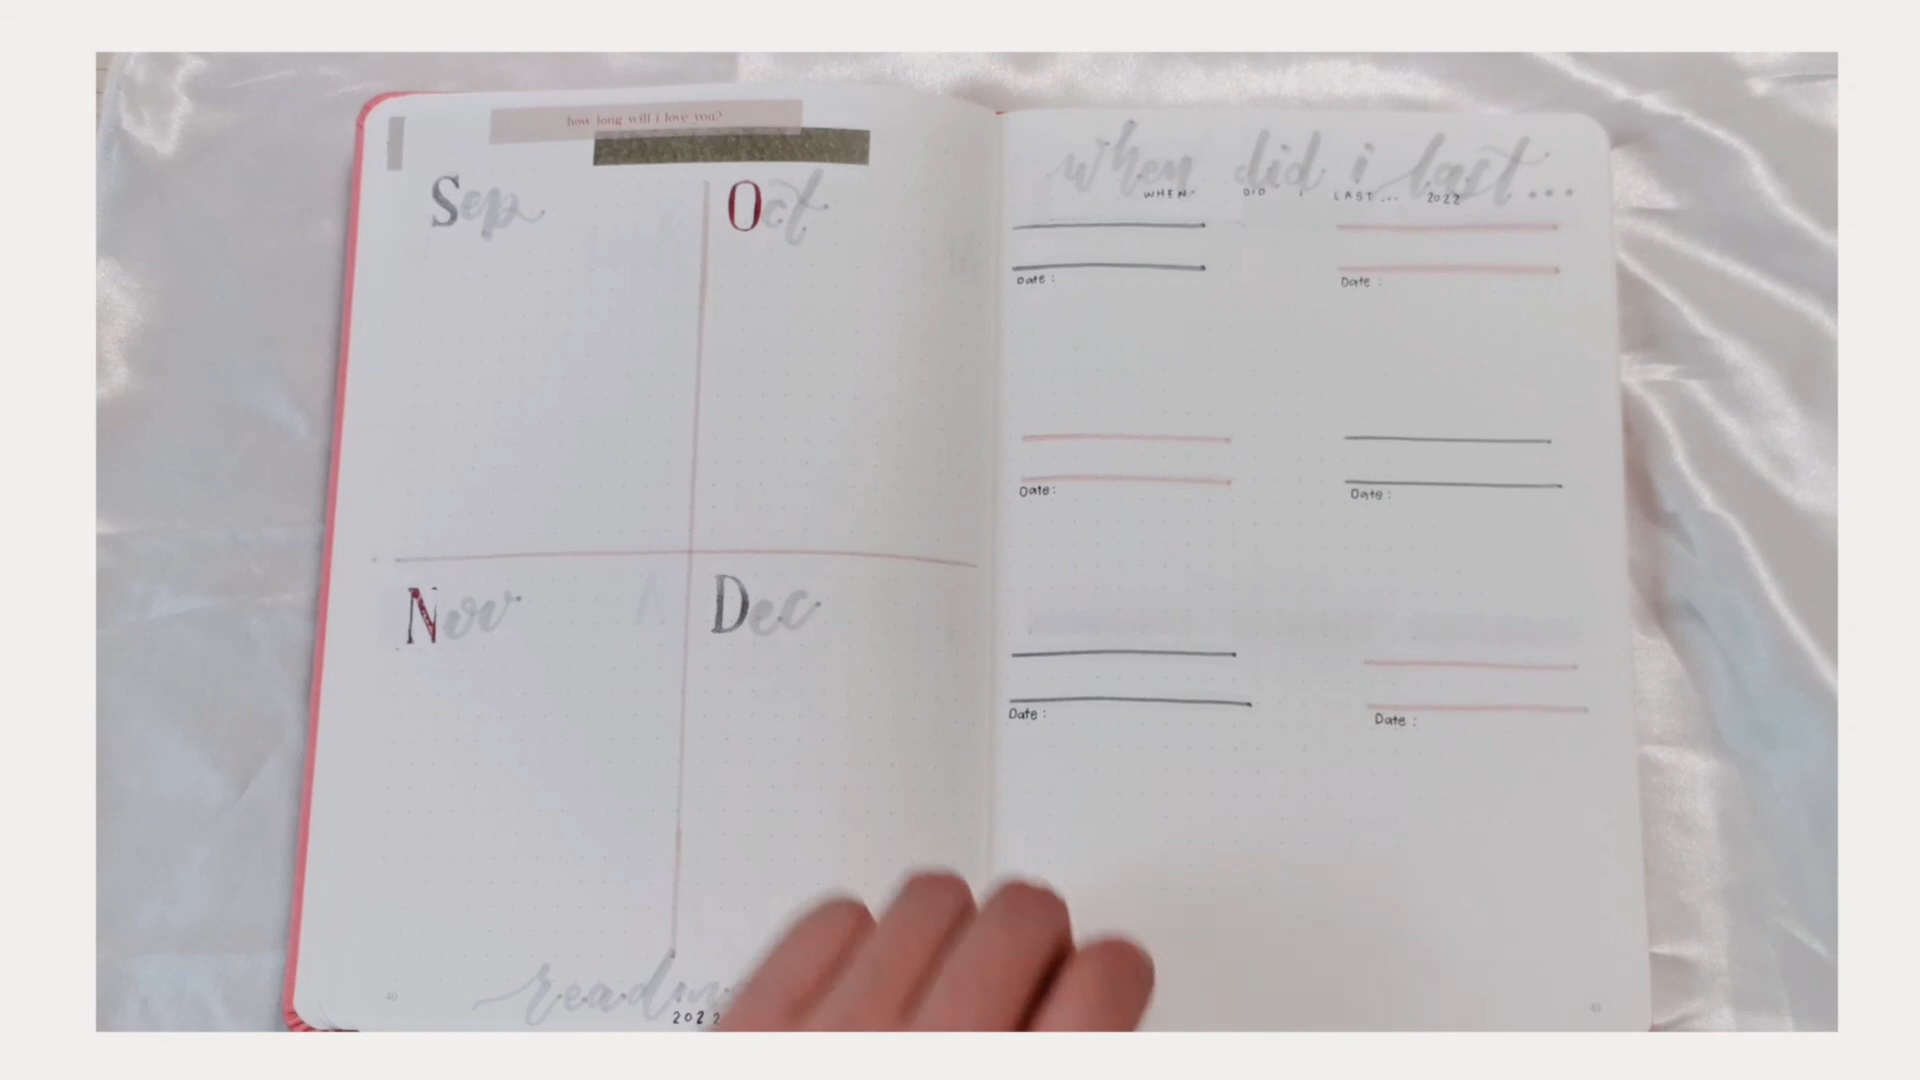 how long will i love you?
Sep
Oct
Nov
Dec
2022
40
when did i last...
WHEN DID I LAST... 2022
Date :
Date :
Date :
Date :
Date :
Date :